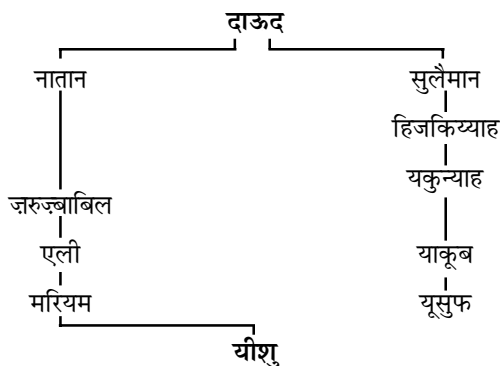 दाऊद
नातान सुलैमान
हिजकिय्याह
यकुन्याह
ज़रुज़्बाबिल
एली याकूब
मरियम यूसुफ
यीशु